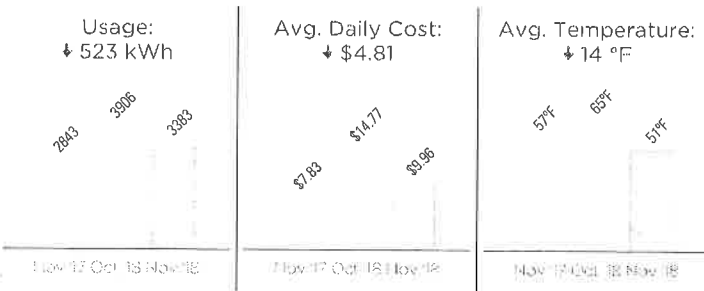 Usage:
↓ 523 kWh
2843
3906
3383
Nov 17 Oct 18 Nov 18
Avg. Daily Cost:
↓ $4.81
$7.83
$14.77
$9.96
Nov 17 Oct 18 Nov 18
Avg. Temperature:
↓ 14 °F
57°F
65°F
51°F
Nov 17 Oct 18 Nov 18